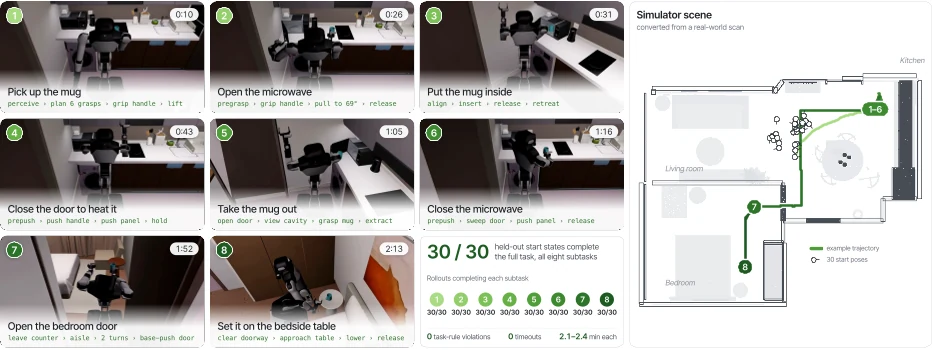 1
0:10
Pick up the mug
perceive › plan 6 grasps › grip handle › lift
2
0:26
Open the microwave
pregrasp › grip handle › pull to 69° › release
3
0:31
Put the mug inside
align › insert › release › retreat
4
0:43
Close the door to heat it
prepush › push handle › push panel › hold
5
1:05
Take the mug out
open door › view cavity › grasp mug › extract
6
1:16
Close the microwave
prepush › sweep door › push panel › release
7
1:52
Open the bedroom door
leave counter › aisle › 2 turns › base-push door
8
2:13
Set it on the bedside table
clear doorway › approach table › lower › release
30 / 30
held-out start states complete
the full task, all eight subtasks
Rollouts completing each subtask
1 2 3 4 5 6 7 8
30/30 30/30 30/30 30/30 30/30 30/30 30/30 30/30
0 task-rule violations 0 timeouts 2.1–2.4 min each
Simulator scene
converted from a real-world scan
Kitchen
1–6
Living room
7
example trajectory
30 start poses
8
Bedroom